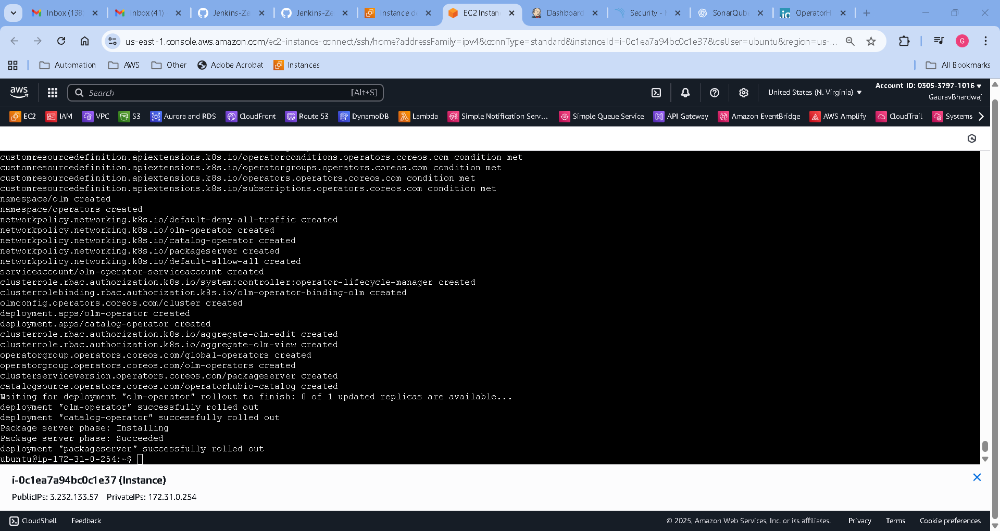 Inbox (138
Inbox (41)
Jenkins-Ze
Jenkins-Ze
Instance de
EC2 Instan
Dashboard
Security -
SonarQube
OperatorH
us-east-1.console.aws.amazon.com/ec2-instance-connect/ssh/home?addressFamily=ipv4&connType=standard&instanceId=i-0c1ea7a94bc0c1e37&osUser=ubuntu&region=us-...
G
Automation
AWS
Other
Adobe Acrobat
Instances
All Bookmarks
aws
Search
[Alt+S]
United States (N. Virginia)
Account ID: 0305-3797-1016
GauravBhardwaj
EC2
IAM
VPC
S3
Aurora and RDS
CloudFront
Route 53
DynamoDB
Lambda
Simple Notification Serv...
Simple Queue Service
API Gateway
Amazon EventBridge
AWS Amplify
CloudTrail
Systems
customresourcedefinition.apiextensions.k8s.io/operatorconditions.operators.coreos.com condition met
customresourcedefinition.apiextensions.k8s.io/operatorgroups.operators.coreos.com condition met
customresourcedefinition.apiextensions.k8s.io/operators.operators.coreos.com condition met
customresourcedefinition.apiextensions.k8s.io/subscriptions.operators.coreos.com condition met
namespace/olm created
namespace/operators created
networkpolicy.networking.k8s.io/default-deny-all-traffic created
networkpolicy.networking.k8s.io/olm-operator created
networkpolicy.networking.k8s.io/catalog-operator created
networkpolicy.networking.k8s.io/packageserver created
networkpolicy.networking.k8s.io/default-allow-all created
serviceaccount/olm-operator-serviceaccount created
clusterrole.rbac.authorization.k8s.io/system:controller:operator-lifecycle-manager created
clusterrolebinding.rbac.authorization.k8s.io/olm-operator-binding-olm created
olmconfig.operators.coreos.com/cluster created
deployment.apps/olm-operator created
deployment.apps/catalog-operator created
clusterrole.rbac.authorization.k8s.io/aggregate-olm-edit created
clusterrole.rbac.authorization.k8s.io/aggregate-olm-view created
operatorgroup.operators.coreos.com/global-operators created
operatorgroup.operators.coreos.com/olm-operators created
clusterserviceversion.operators.coreos.com/packageserver created
catalogsource.operators.coreos.com/operatorhubio-catalog created
Waiting for deployment "olm-operator" rollout to finish: 0 of 1 updated replicas are available...
deployment "olm-operator" successfully rolled out
deployment "catalog-operator" successfully rolled out
Package server phase: Installing
Package server phase: Succeeded
deployment "packageserver" successfully rolled out
ubuntu@ip-172-31-0-254:~$
i-0c1ea7a94bc0c1e37 (Instance)
PublicIPs: 3.232.133.57 PrivateIPs: 172.31.0.254
CloudShell
Feedback
© 2025, Amazon Web Services, Inc. or its affiliates.
Privacy
Terms
Cookie preferences